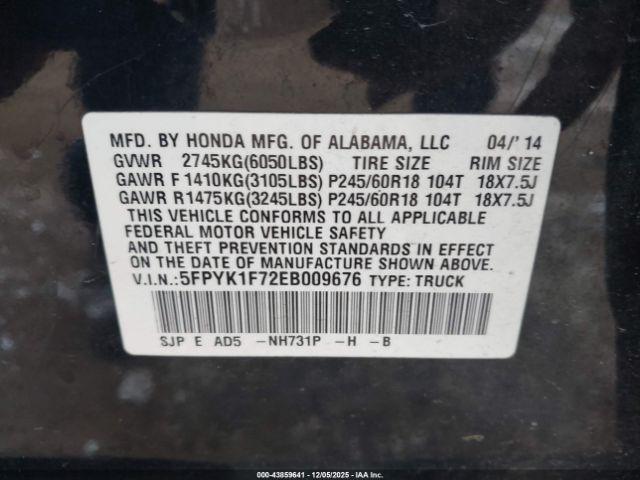 MFD. BY HONDA MFG. OF ALABAMA, LLC 04/'14
GVWR 2745KG(6050LBS) TIRE SIZE RIM SIZE
GAWR F 1410KG(3105LBS) P245/60R18 104T 18X7.5J
GAWR R1475KG(3245LBS) P245/60R18 104T 18X7.5J
THIS VEHICLE CONFORMS TO ALL APPLICABLE
FEDERAL MOTOR VEHICLE SAFETY
AND THEFT PREVENTION STANDARDS IN EFFECT
ON THE DATE OF MANUFACTURE SHOWN ABOVE.
V.I.N.:5FPYK1F72EB009676 TYPE: TRUCK
SJP E AD5 -NH731P -H -B
000-43859641 - 12/05/2025 - IAA Inc.